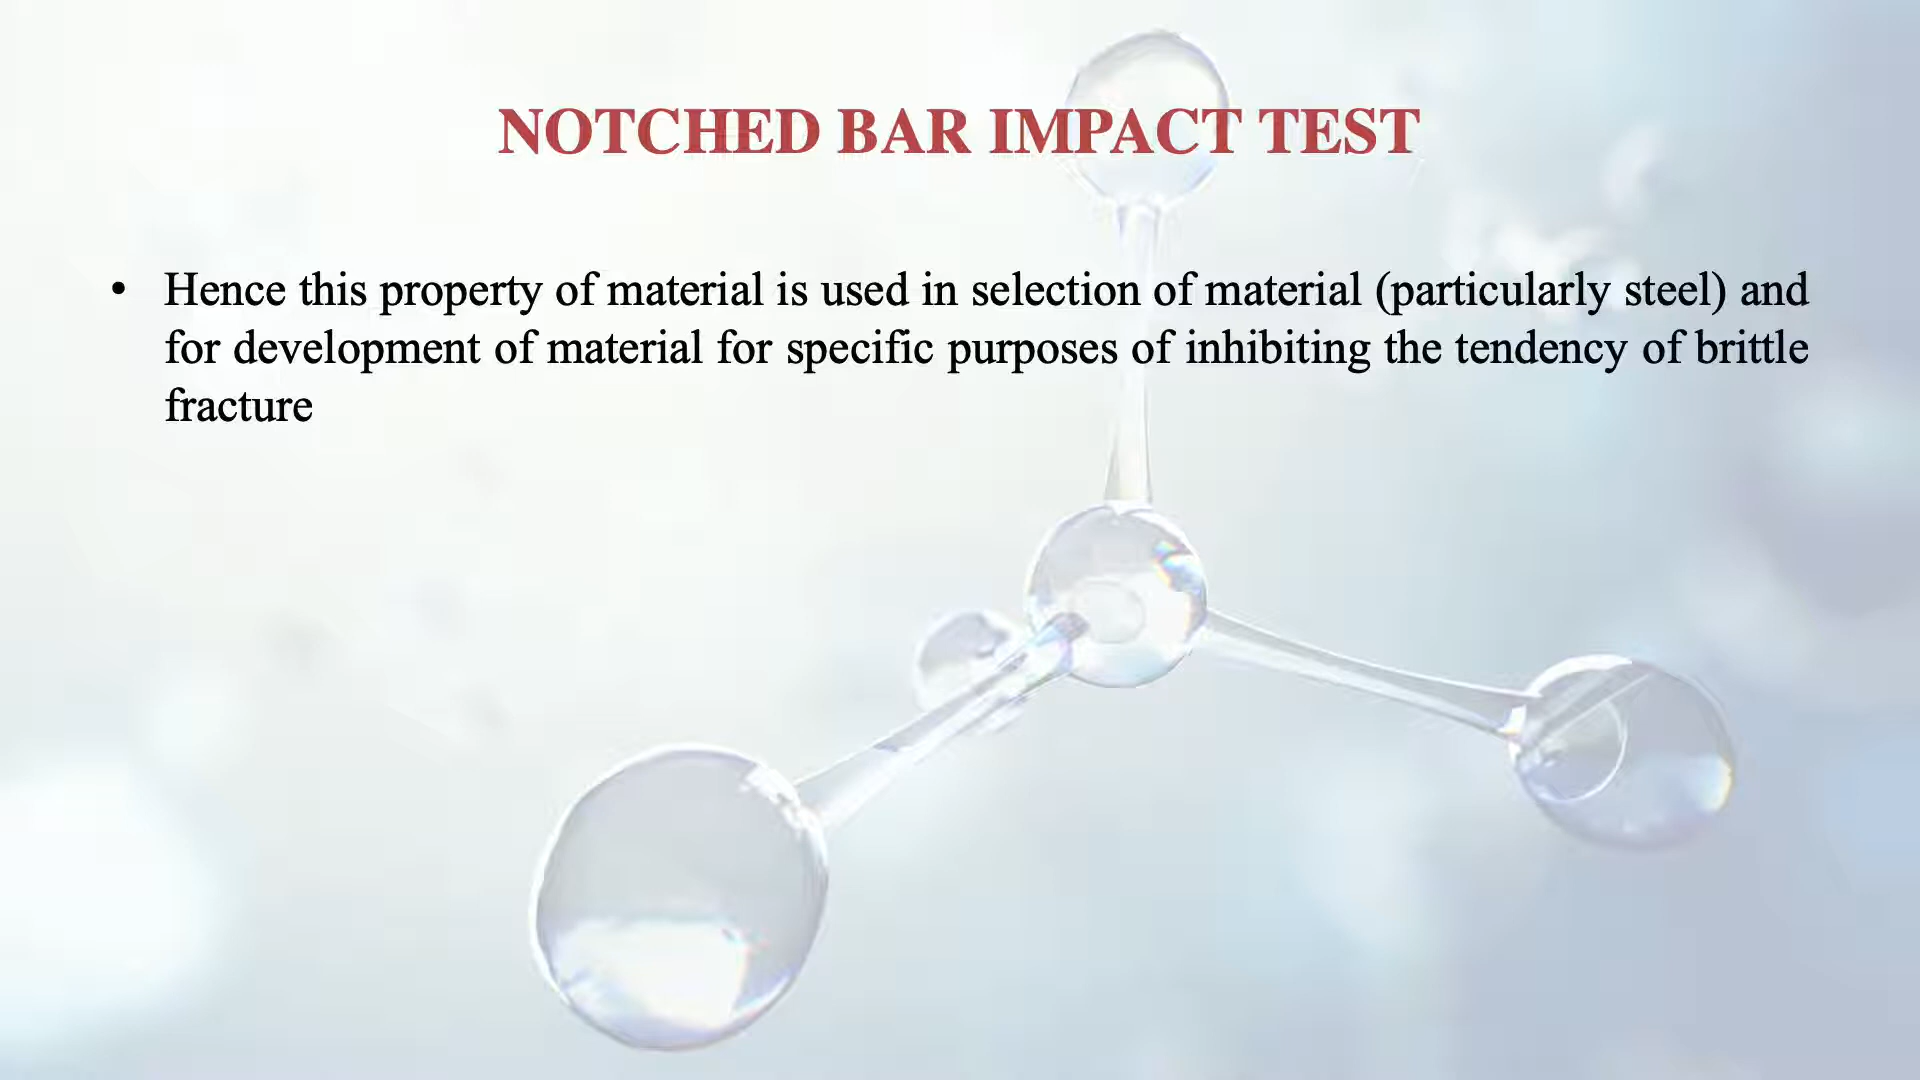 NOTCHED BAR IMPACT TEST
• Hence this property of material is used in selection of material (particularly steel) and
for development of material for specific purposes of inhibiting the tendency of brittle
fracture